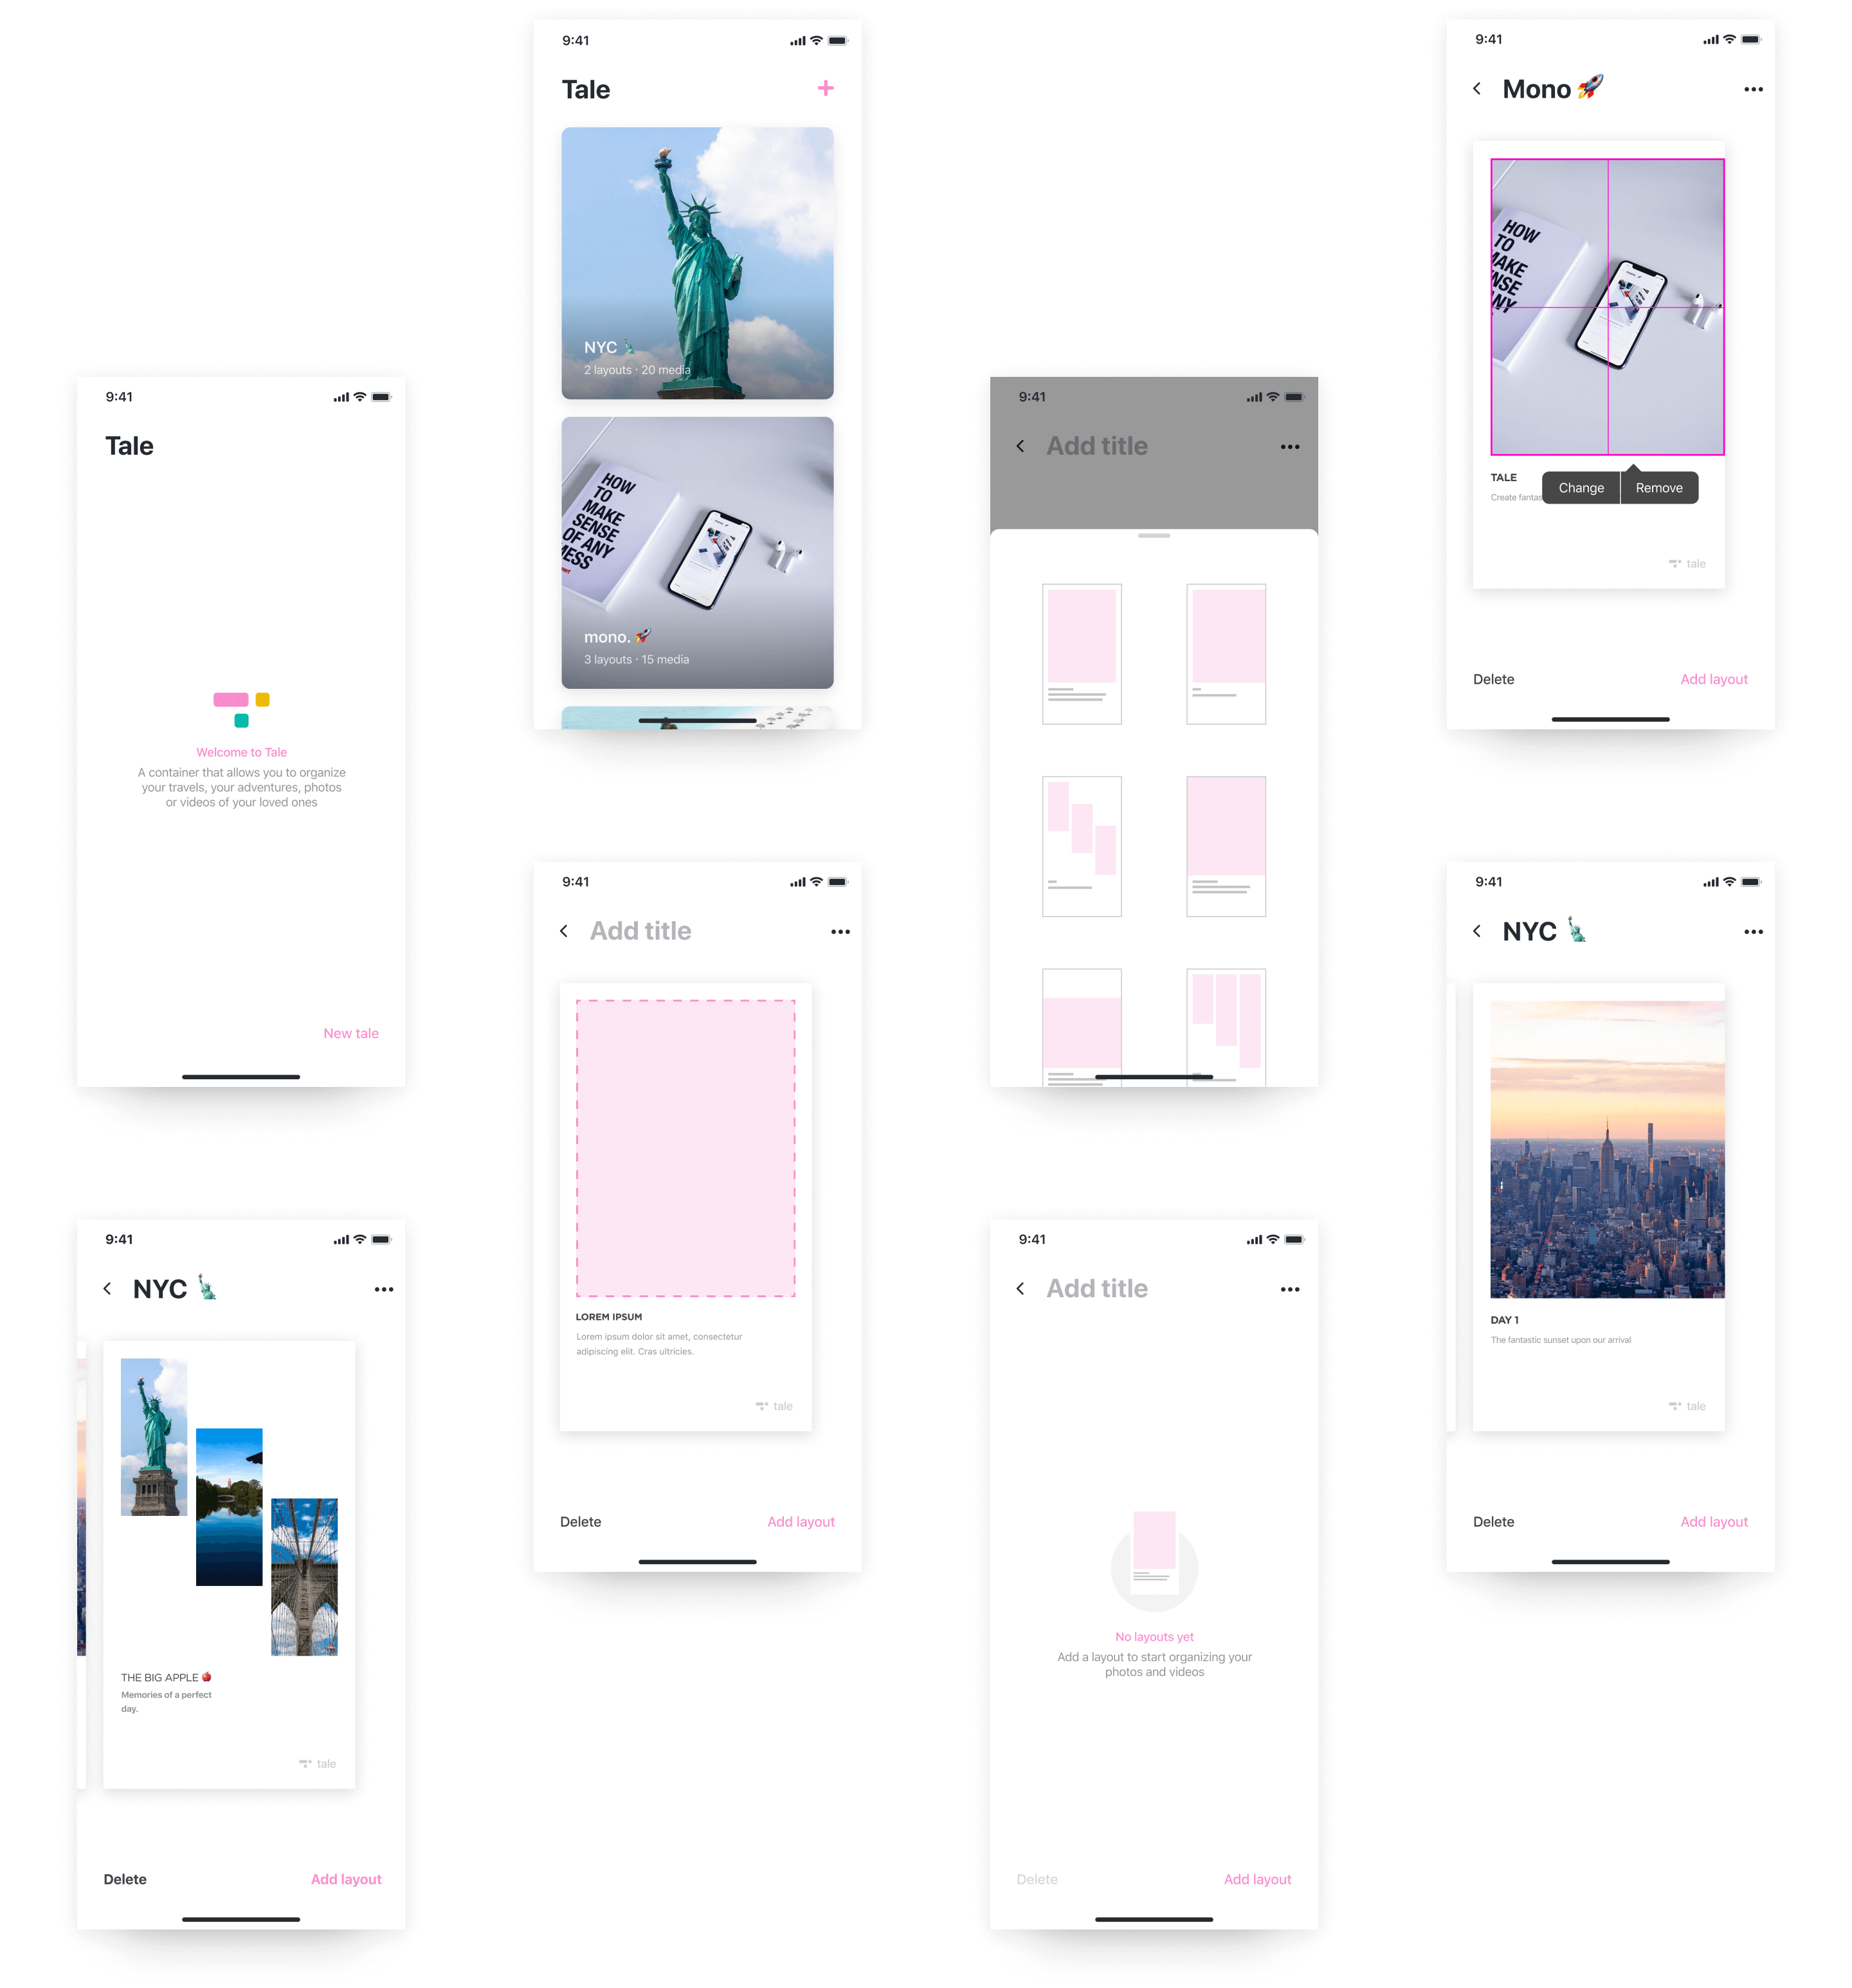 9:41
Tale
Welcome to Tale
A container that allows you to organize
your travels, your adventures, photos
or videos of your loved ones
New tale
9:41
NYC
THE BIG APPLE
Memories of a perfect
day.
tale
Delete
Add layout
9:41
Tale
NYC
2 layouts · 20 media
HOW
TO
MAKE
SENSE
OF ANY
MESS
mono. 🚀
3 layouts · 15 media
9:41
Add title
LOREM IPSUM
Lorem ipsum dolor sit amet, consectetur
adipiscing elit. Cras ultricies.
tale
Delete
Add layout
9:41
Add title
9:41
Add title
No layouts yet
Add a layout to start organizing your
photos and videos
Delete
Add layout
9:41
Mono 🚀
HOW
TO
MAKE
NSE
NY
TALE
Create fantas
Change
Remove
tale
Delete
Add layout
9:41
NYC
DAY 1
The fantastic sunset upon our arrival
tale
Delete
Add layout